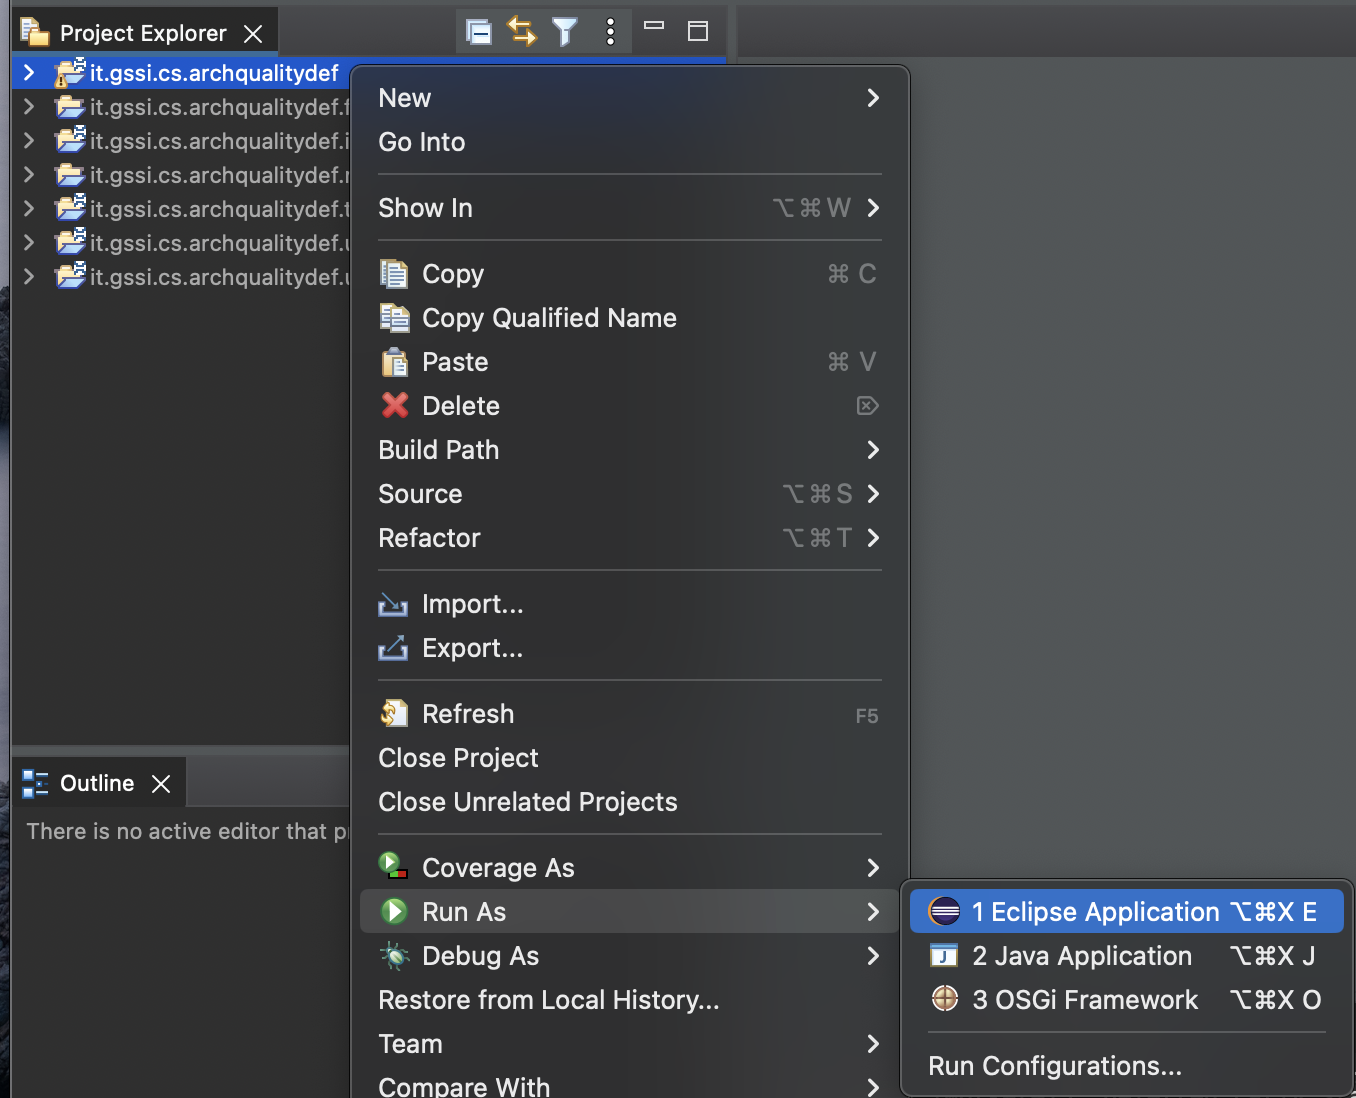 Project Explorer
it.gssi.cs.archqualitydef
it.gssi.cs.archqualitydef.f
it.gssi.cs.archqualitydef.i
it.gssi.cs.archqualitydef.r
it.gssi.cs.archqualitydef.t
it.gssi.cs.archqualitydef.u
it.gssi.cs.archqualitydef.u
Outline
There is no active editor that p
New
Go Into
Show In ⌥⌘W
Copy ⌘ C
Copy Qualified Name
Paste ⌘ V
Delete ⌦
Build Path
Source ⌥⌘S
Refactor ⌥⌘T
Import...
Export...
Refresh F5
Close Project
Close Unrelated Projects
Coverage As
Run As
Debug As
Restore from Local History...
Team
Compare With
1 Eclipse Application ⌥⌘X E
2 Java Application ⌥⌘X J
3 OSGi Framework ⌥⌘X O
Run Configurations...